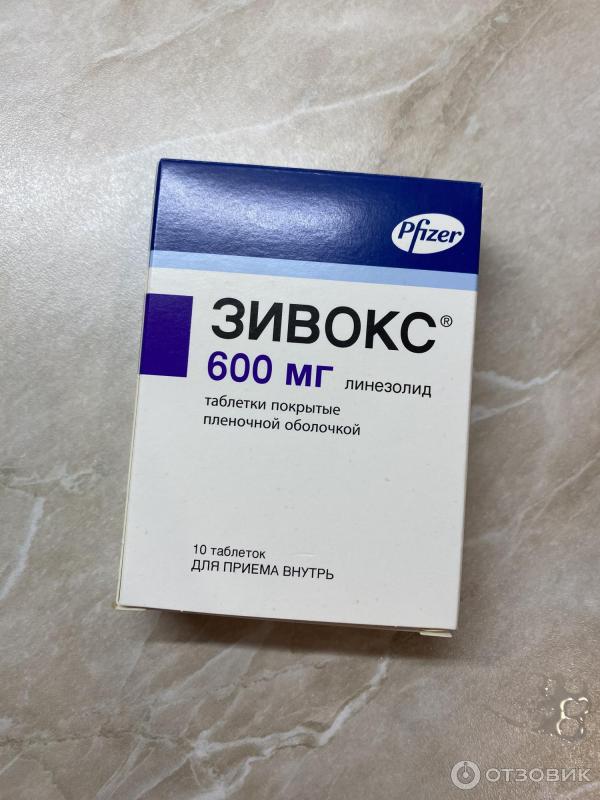 Pfizer
ЗИВОКС®
600 мг линезолид
таблетки покрытые
пленочной оболочкой
10 таблеток
ДЛЯ ПРИЕМА ВНУТРЬ
ОТЗОВИК